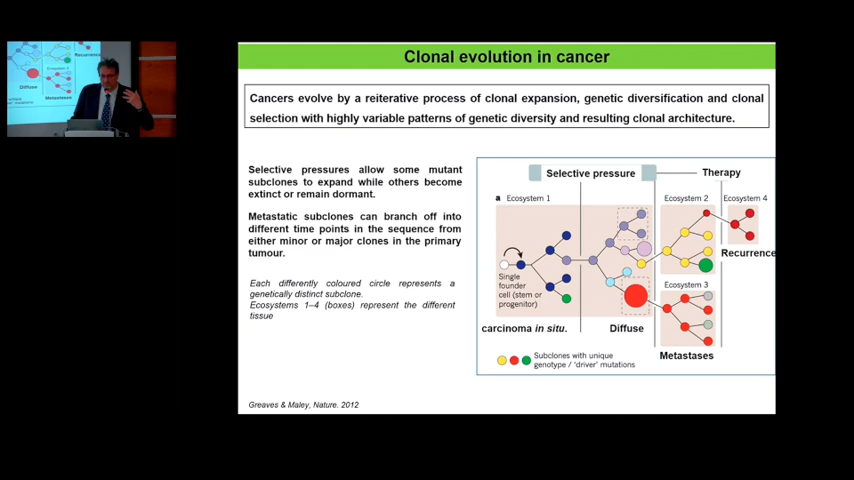 Clonal evolution in cancer
Cancers evolve by a reiterative process of clonal expansion, genetic diversification and clonal
selection with highly variable patterns of genetic diversity and resulting clonal architecture.
Selective pressures allow some mutant
subclones to expand while others become
extinct or remain dormant.
Metastatic subclones can branch off into
different time points in the sequence from
either minor or major clones in the primary
tumour.
Each differently coloured circle represents a
genetically distinct subclone.
Ecosystems 1–4 (boxes) represent the different
tissue
Greaves & Maley, Nature. 2012
Selective pressure
Therapy
a Ecosystem 1
Ecosystem 2
Ecosystem 4
Single
founder
cell (stem or
progenitor)
Recurrence
Ecosystem 3
carcinoma in situ.
Diffuse
Metastases
Subclones with unique
genotype / 'driver' mutations
Recurrence
Ecosystem 3
Diffuse
Metastases